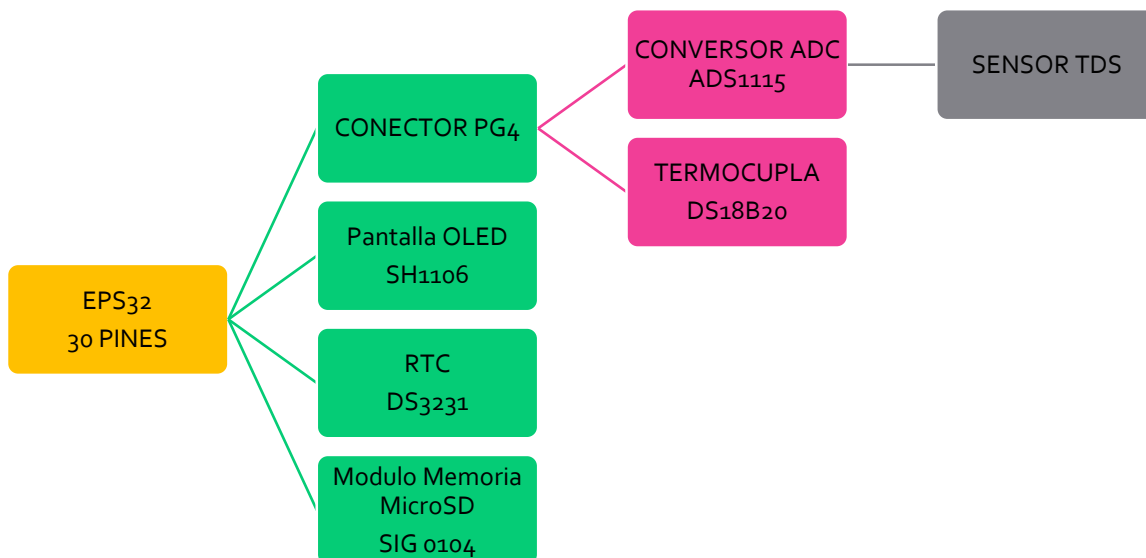 CONVERSOR ADC
ADS1115
SENSOR TDS
CONECTOR PG4
TERMOCUPLA
DS18B20
Pantalla OLED
SH1106
EPS32
30 PINES
RTC
DS3231
Modulo Memoria
MicroSD
SIG 0104